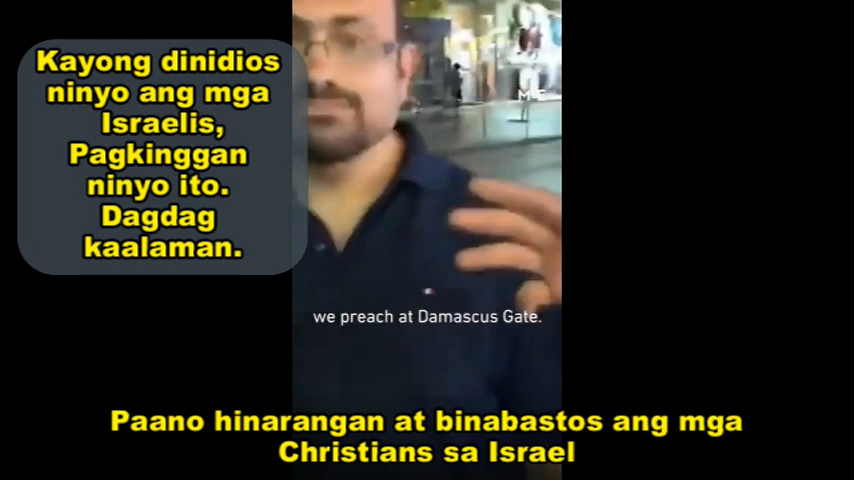 Kayong dinidios
ninyo ang mga
Israelis,
Pagkinggan
ninyo ito.
Dagdag
kaalaman.
we preach at Damascus Gate.
Paano hinarangan at binabastos ang mga
Christians sa Israel